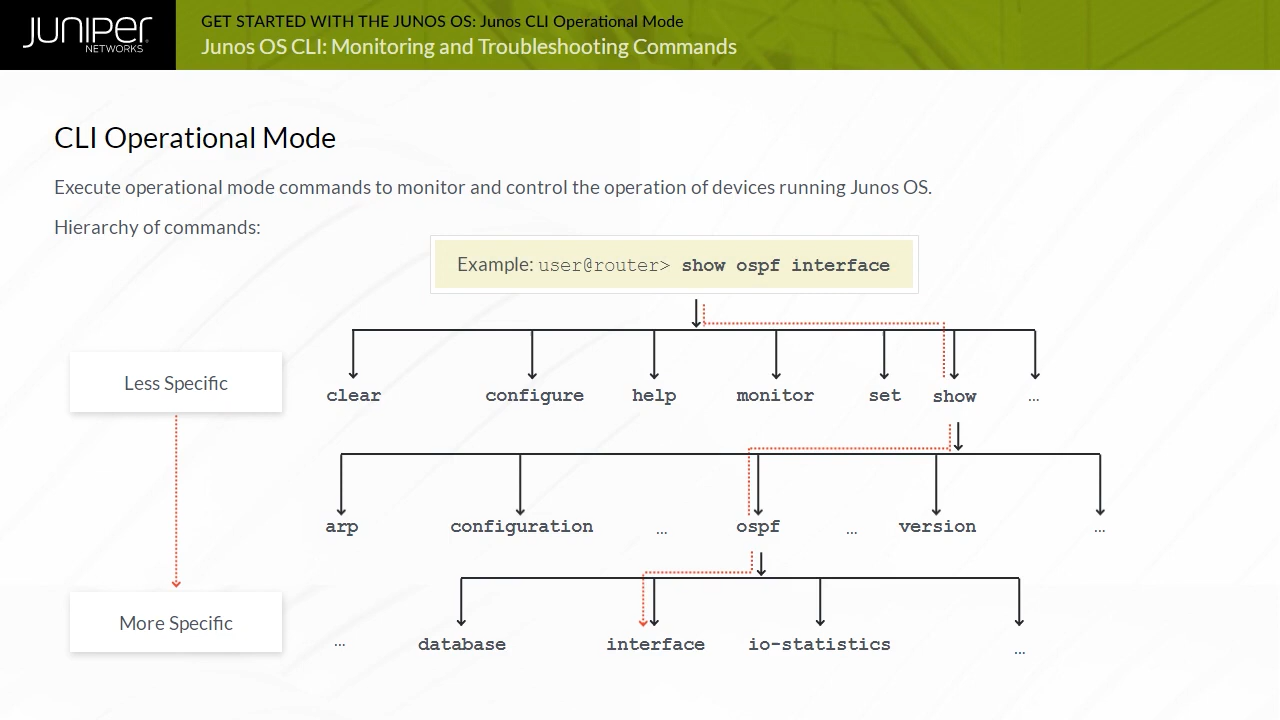 JUNIPER
NETWORKS
GET STARTED WITH THE JUNOS OS: Junos CLI Operational Mode
Junos OS CLI: Monitoring and Troubleshooting Commands
CLI Operational Mode
Execute operational mode commands to monitor and control the operation of devices running Junos OS.
Hierarchy of commands:
Example: user@router> show ospf interface
Less Specific
clear configure help monitor set show ...
arp configuration ... ospf ... version ...
More Specific
... database interface io-statistics ...